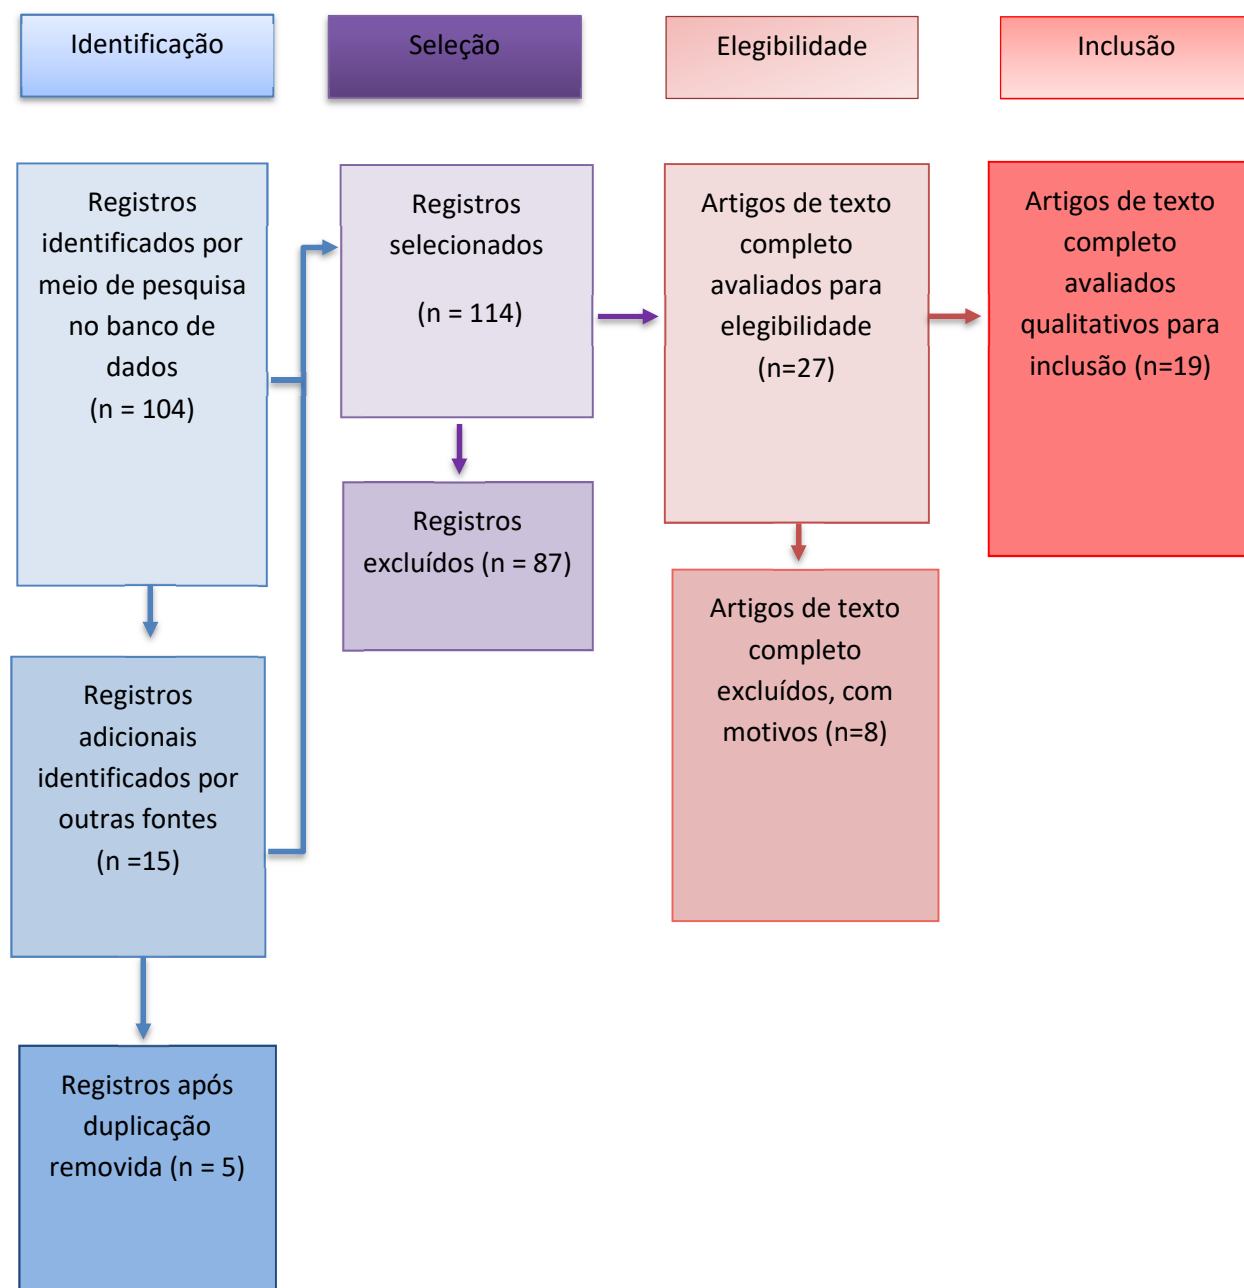 Identificação
Seleção
Elegibilidade
Inclusão
Registros
identificados por
meio de pesquisa
no banco de
dados
(n = 104)
Registros
adicionais
identificados por
outras fontes
(n =15)
Registros após
duplicação
removida (n = 5)
Registros
selecionados
(n = 114)
Registros
excluídos (n = 87)
Artigos de texto
completo
avaliados para
elegibilidade
(n=27)
Artigos de texto
completo
excluídos, com
motivos (n=8)
Artigos de texto
completo
avaliados
qualitativos para
inclusão (n=19)